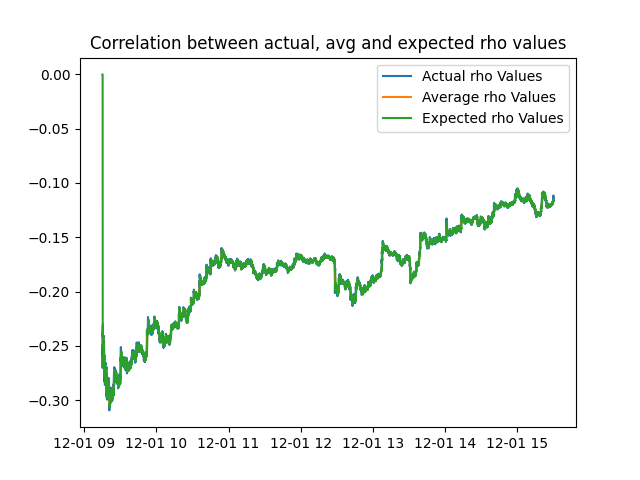 Correlation between actual, avg and expected rho values
Actual rho Values
Average rho Values
Expected rho Values
0.00
−0.05
−0.10
−0.15
−0.20
−0.25
−0.30
12-01 09 12-01 10 12-01 11 12-01 12 12-01 13 12-01 14 12-01 15